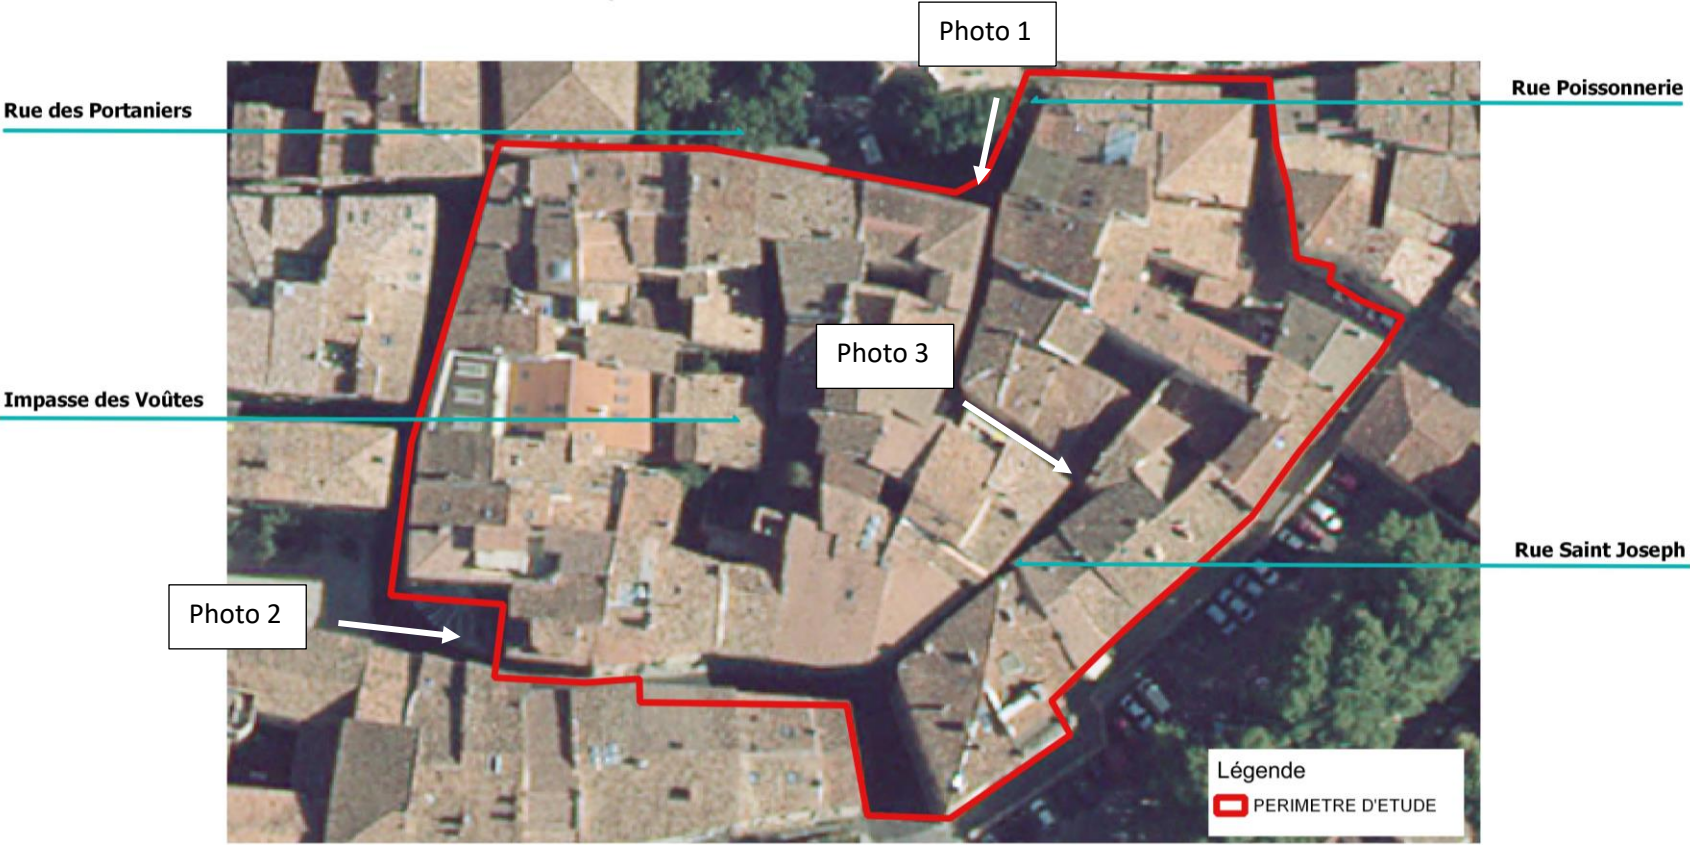 Photo 1
Rue Poissonnerie
Rue des Portaniers
Photo 3
Impasse des Voûtes
Rue Saint Joseph
Photo 2
Légende
PERIMETRE D'ETUDE